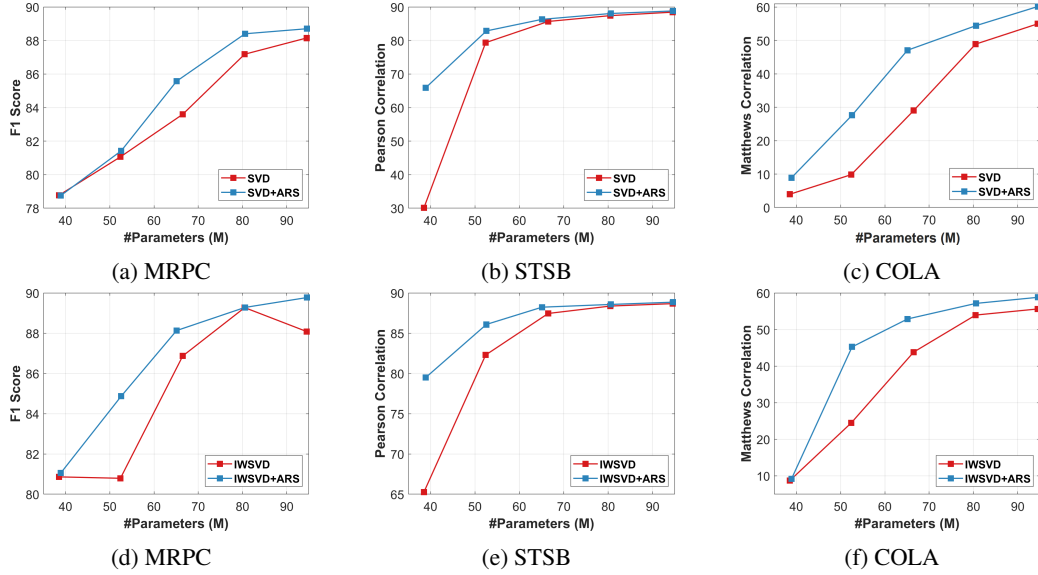 90
88
86
84
82
80
78
F1 Score
40 50 60 70 80 90
#Parameters (M)
SVD
SVD+ARS
(a) MRPC
90
80
70
60
50
40
30
Pearson Correlation
40 50 60 70 80 90
#Parameters (M)
SVD
SVD+ARS
(b) STSB
60
50
40
30
20
10
0
Matthews Correlation
40 50 60 70 80 90
#Parameters (M)
SVD
SVD+ARS
(c) COLA
90
88
86
84
82
80
F1 Score
40 50 60 70 80 90
#Parameters (M)
IWSVD
IWSVD+ARS
(d) MRPC
90
85
80
75
70
65
Pearson Correlation
40 50 60 70 80 90
#Parameters (M)
IWSVD
IWSVD+ARS
(e) STSB
60
50
40
30
20
10
Matthews Correlation
40 50 60 70 80 90
#Parameters (M)
IWSVD
IWSVD+ARS
(f) COLA